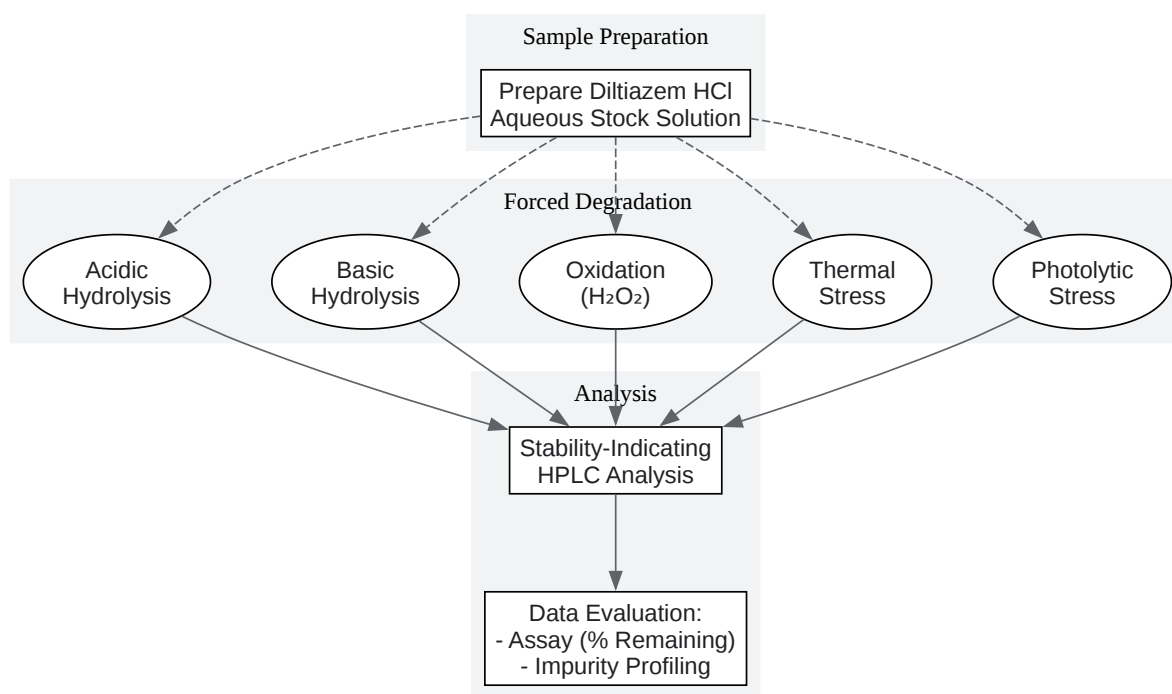 Sample Preparation
Prepare Diltiazem HCl
Aqueous Stock Solution
Forced Degradation
Acidic
Hydrolysis
Basic
Hydrolysis
Oxidation
(H₂O₂)
Thermal
Stress
Photolytic
Stress
Analysis
Stability-Indicating
HPLC Analysis
Data Evaluation:
- Assay (% Remaining)
- Impurity Profiling